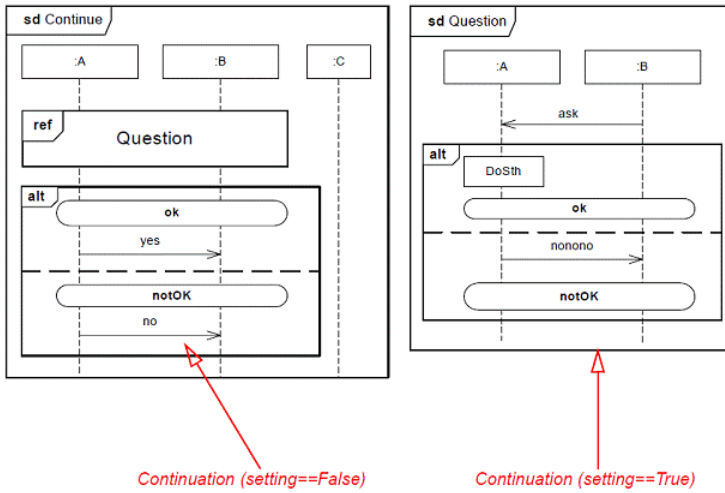 sd Continue
:A
:B
:C
ref
Question
alt
ok
yes
notOK
no
Continuation (setting==False)
sd Question
:A
:B
ask
alt
DoSth
ok
nonono
notOK
Continuation (setting==True)